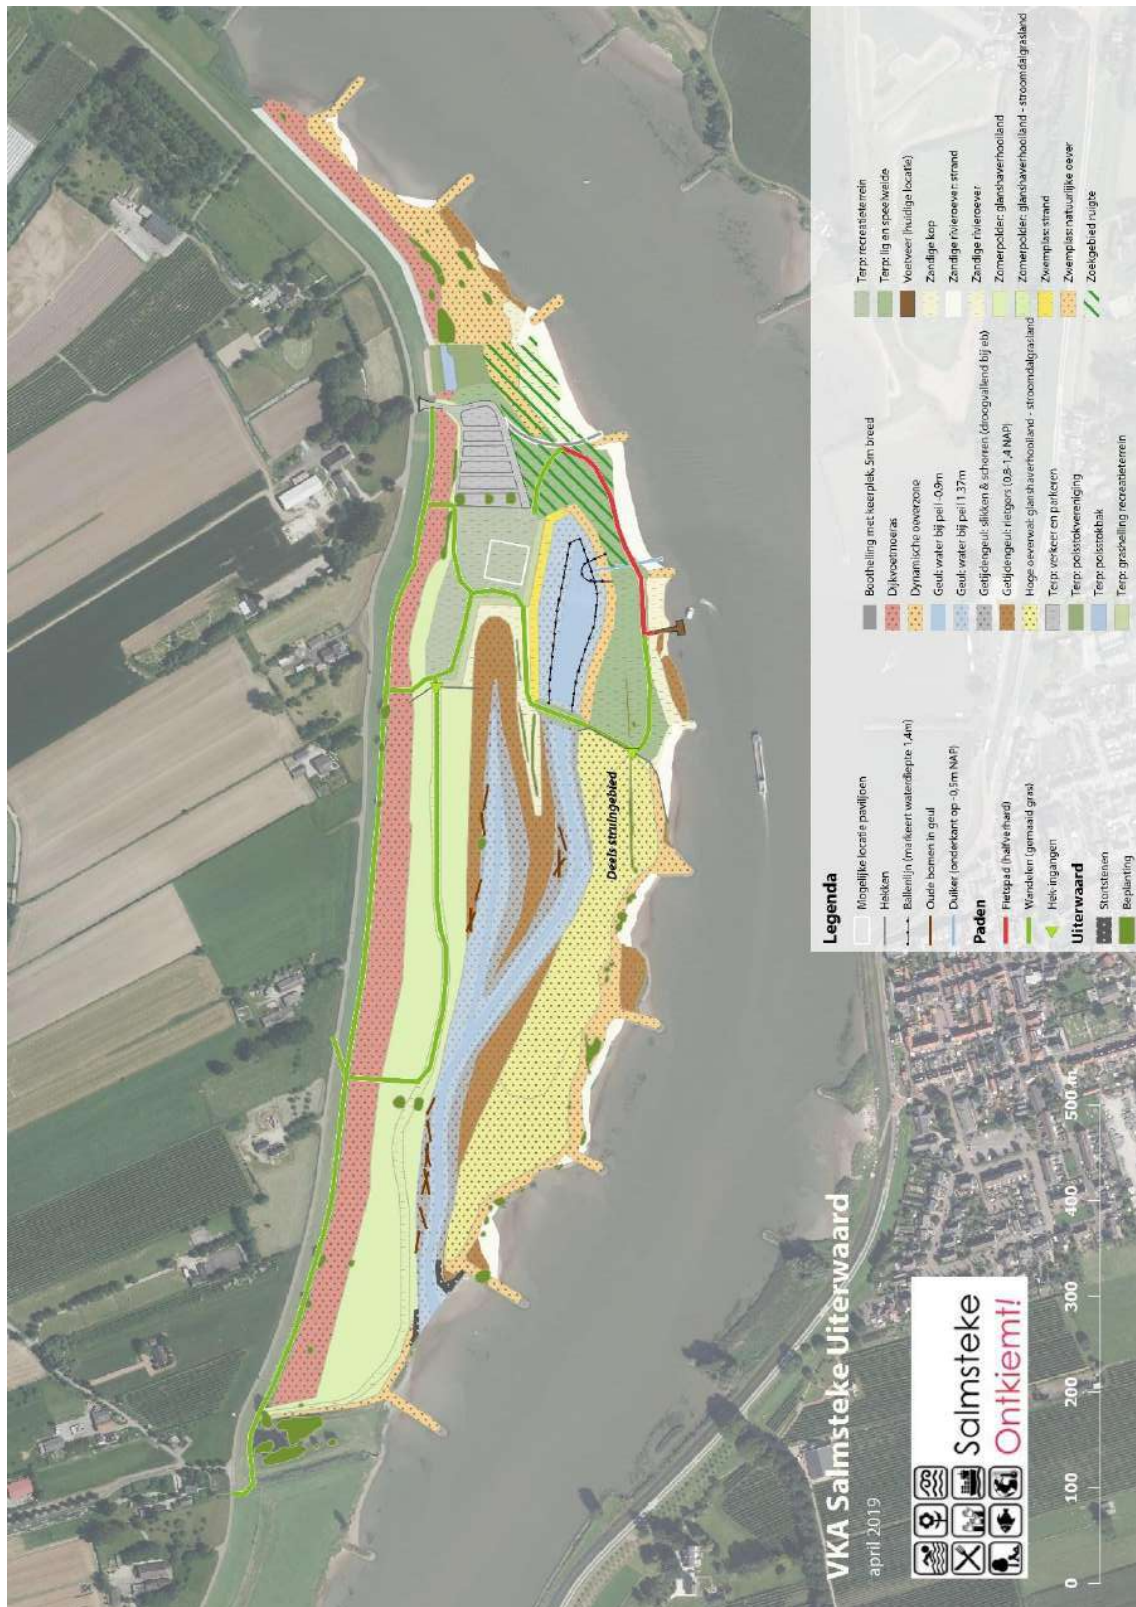 VKA Salmsteke Uiterwaard
april 2019
Salmsteke
Ontkiemt!
0 100 200 300 400 500 m
Deels struingebied
Legenda
Mogelijke locatie paviljoen
Hekken
Ballenlijn (markeert waterdiepte 1,4m)
Oude bomen in geul
Duiker (onderkant op -0,5m NAP)
Paden
Fietspad (halfverhard)
Wandelen (gemaaid gras)
Hek-ingangen
Uiterwaard
Stortstenen
Beplanting
Boothelling met keerplek, 5m breed
Dijkvoetmoeras
Dynamische oeverzone
Geul: water bij peil -0.9m
Geul: water bij peil 1.37m
Getijdengeul: slikken & schorren (droogvallend bij eb)
Getijdengeul: rietgors (0,8-1,4 NAP)
Hoge oeverwal: glanshaverhooiland - stroomdalgrasland
Terp: verkeer en parkeren
Terp: polsstokvereniging
Terp: polsstokbak
Terp: grashelling recreatieterrein
Terp: recreatieterrein
Terp: lig en speelweide
Voetveer (huidige locatie)
Zandige kop
Zandige rivieroever: strand
Zandige rivieroever
Zomerpolder: glanshaverhooiland
Zomerpolder: glanshaverhooiland - stroomdalgrasland
Zwemplas: strand
Zwemplas: natuurlijke oever
Zoekgebied ruigte